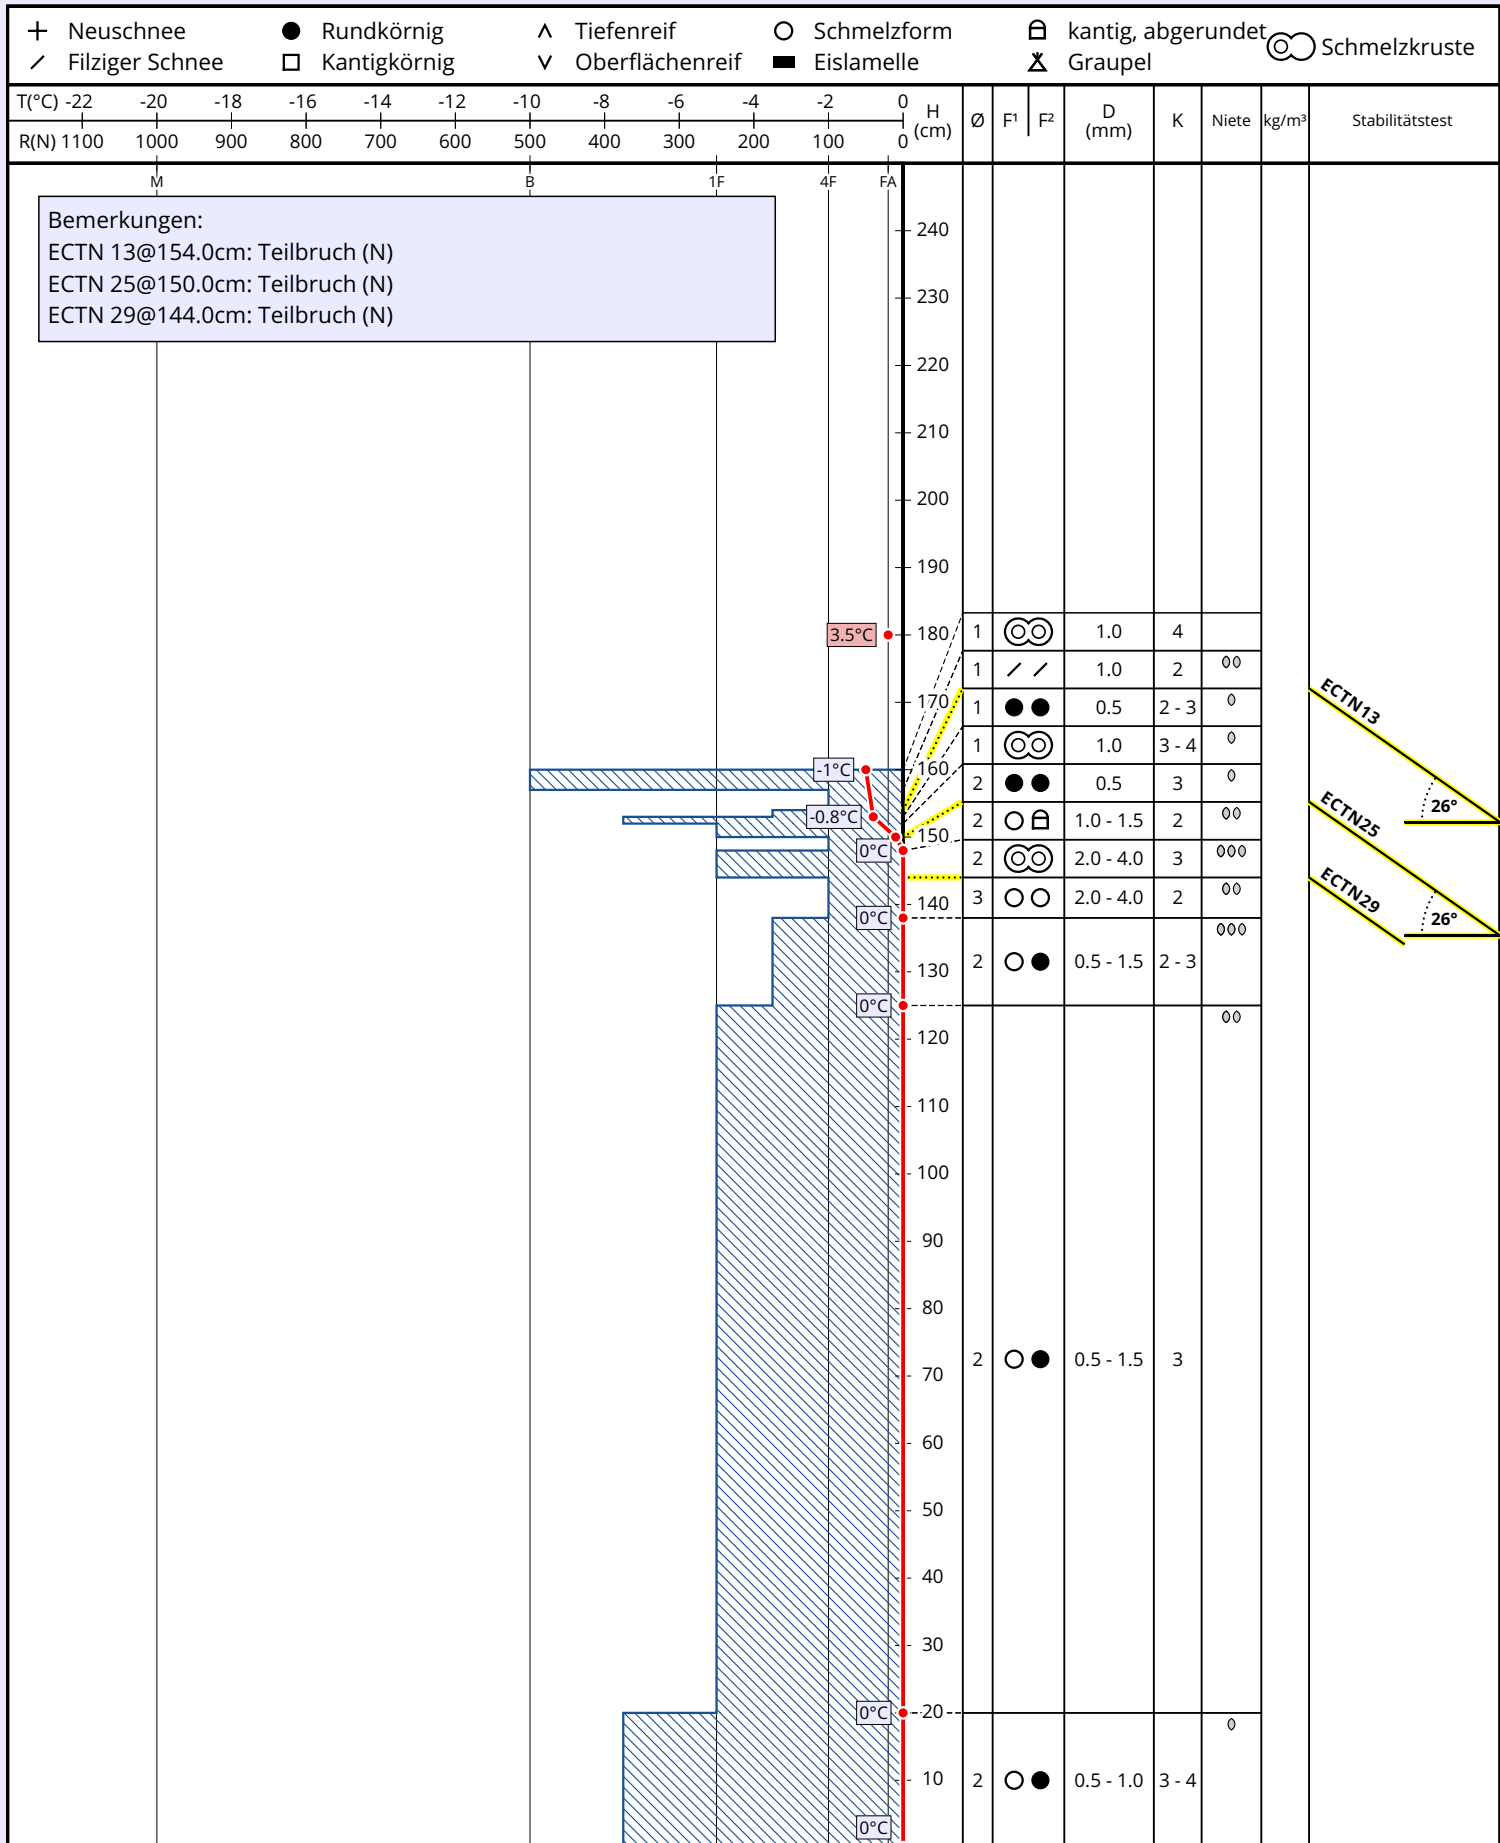 Neuschnee Rundkörnig Tiefenreif Schmelzform kantig, abgerundet Schmelzkruste
Filziger Schnee Kantigkörnig Oberflächenreif Eislamelle Graupel
T(°C) -22 -20 -18 -16 -14 -12 -10 -8 -6 -4 -2 0
R(N) 1100 1000 900 800 700 600 500 400 300 200 100 0
H (cm) Ø F¹ F² D (mm) K Niete kg/m³ Stabilitätstest
M B 1F 4F FA
Bemerkungen:
ECTN 13@154.0cm: Teilbruch (N)
ECTN 25@150.0cm: Teilbruch (N)
ECTN 29@144.0cm: Teilbruch (N)
240
230
220
210
200
190
3.5°C 180 1 1.0 4
1 1.0 2
170 1 0.5 2 - 3 ECTN13
1 1.0 3 - 4
-1°C 160 2 0.5 3
26°
-0.8°C 2 1.0 - 1.5 2 ECTN25
150
0°C 2 2.0 - 4.0 3
140 3 2.0 - 4.0 2 ECTN29
0°C 26°
130 2 0.5 - 1.5 2 - 3
0°C
120
110
100
90
80
2 0.5 - 1.5 3
70
60
50
40
30
0°C 20
10 2 0.5 - 1.0 3 - 4
0°C